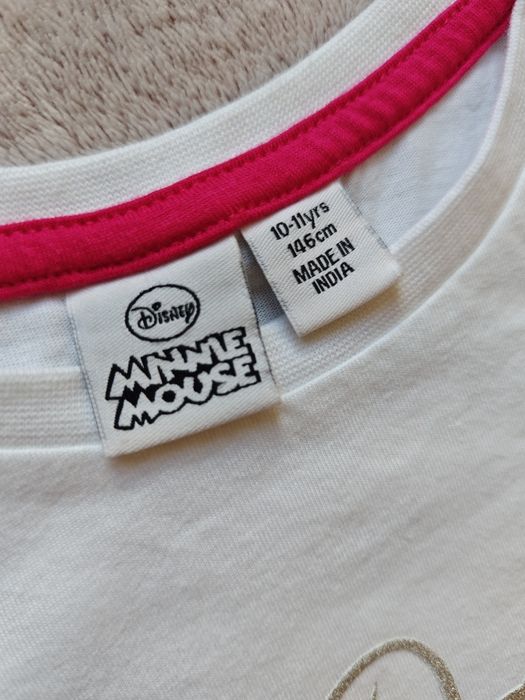 Disney
MINNIE
MOUSE
10-11yrs
146cm
MADE IN
INDIA